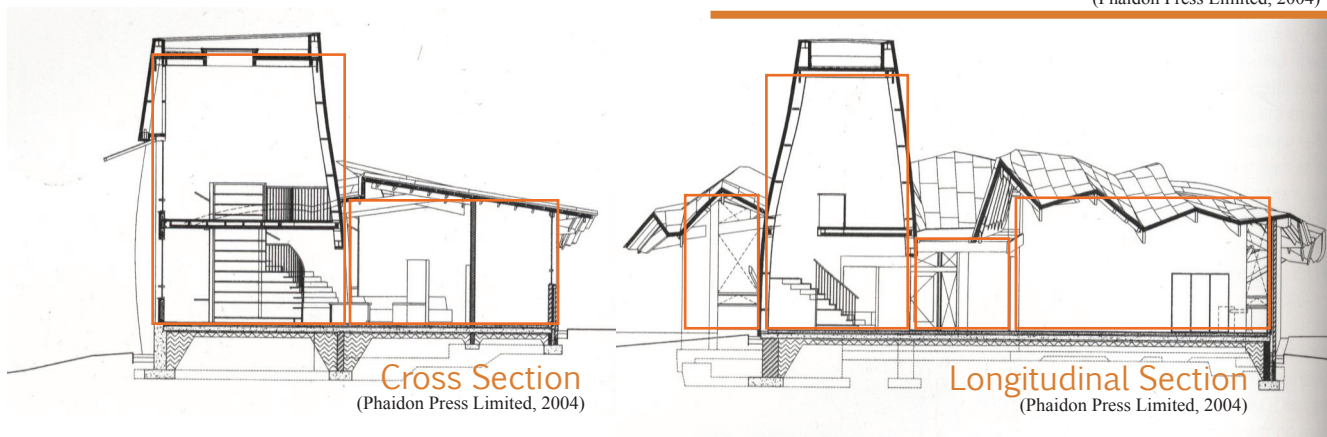 (Phaidon Press Limited, 2004)
Cross Section
(Phaidon Press Limited, 2004)
Longitudinal Section
(Phaidon Press Limited, 2004)